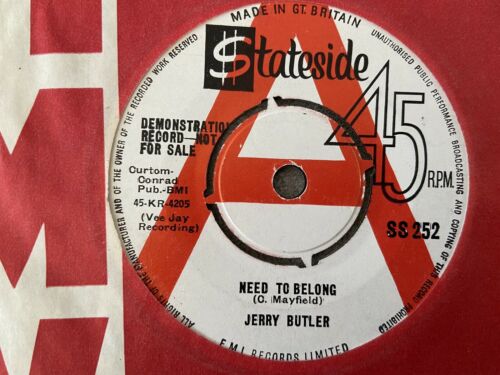 MADE IN GT. BRITAIN
ALL RIGHTS OF THE MANUFACTURER AND OF THE OWNER OF THE RECORDED WORK RESERVED
UNAUTHORISED PUBLIC PERFORMANCE BROADCASTING AND COPYING OF THIS RECORD PROHIBITED
$tateside
45
R.P.M.
DEMONSTRATION
RECORD—NOT
FOR SALE
Curtom-
Conrad
Pub.-BMI
45-KR-4205
(Vee Jay
Recording)
A
SS 252
NEED TO BELONG
(C. Mayfield)
JERRY BUTLER
E.M.I. RECORDS LIMITED